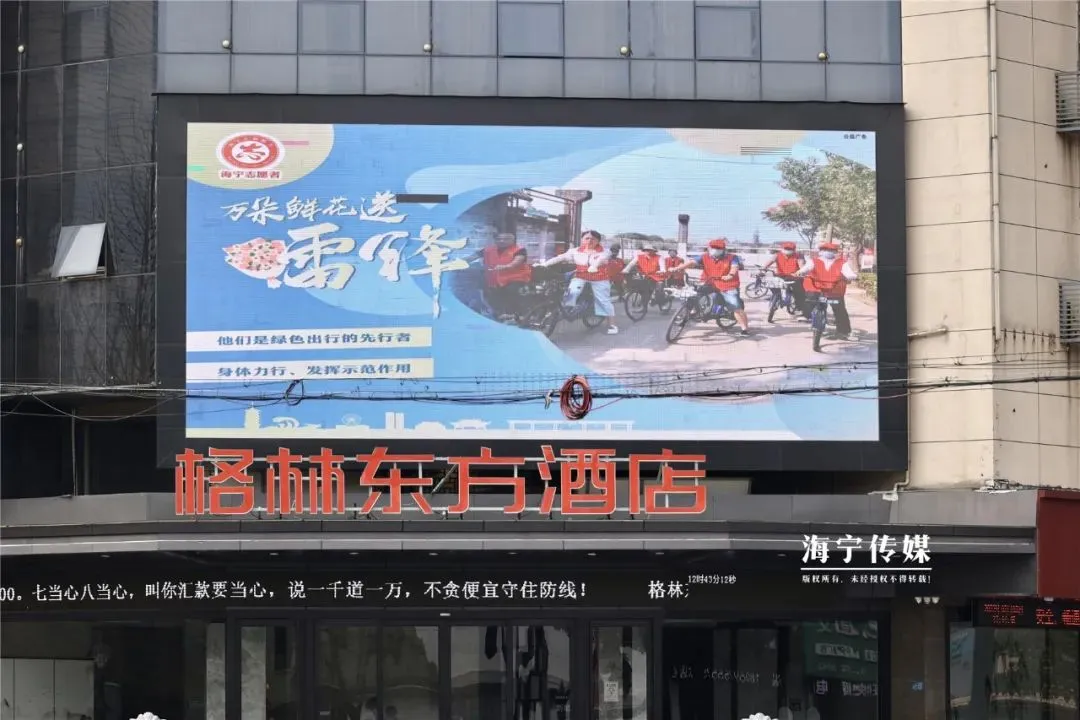 公益广告
海宁志愿者
万朵鲜花送
雷锋
他们是绿色出行的先行者
身体力行、发挥示范作用
格林东方酒店
海宁传媒
版权所有，未经授权不得转载！
00。七当心八当心，叫你汇款要当心，说一千道一万，不贪便宜守住防线！
格林
12时43分12秒
安全